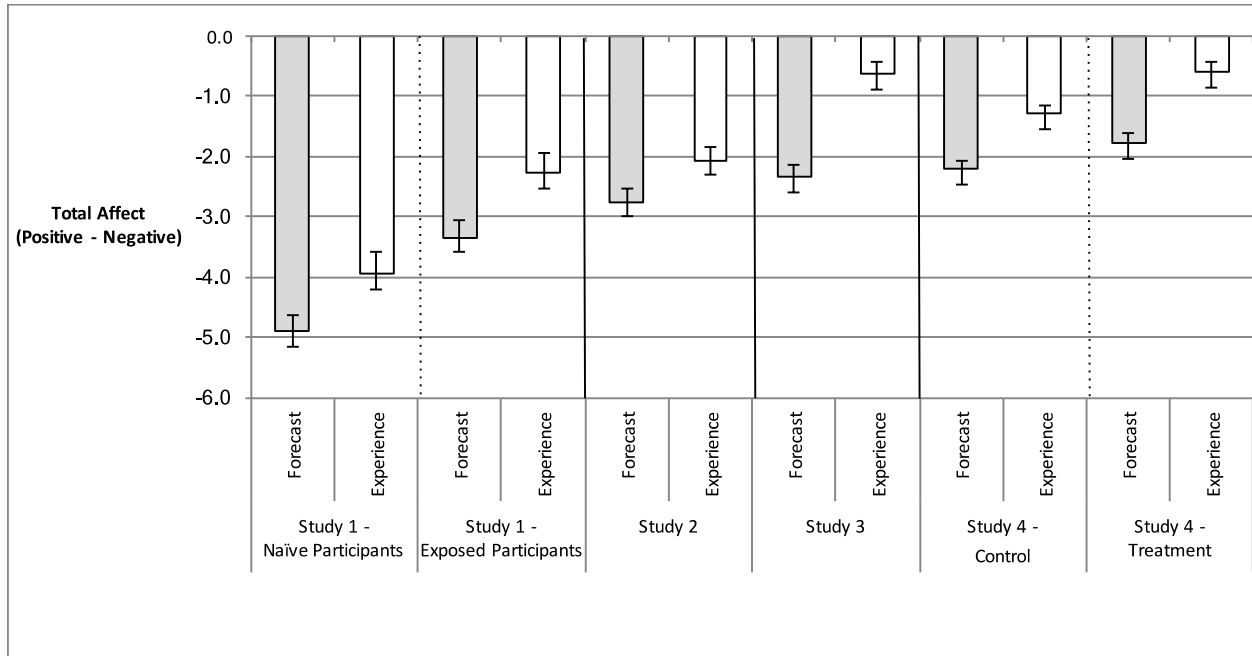 0.0
-1.0
-2.0
-3.0
-4.0
-5.0
-6.0
Total Affect
(Positive - Negative)
Forecast
Experience
Forecast
Experience
Forecast
Experience
Forecast
Experience
Forecast
Experience
Forecast
Experience
Study 1 -
Naïve Participants
Study 1 -
Exposed Participants
Study 2
Study 3
Study 4 -
Control
Study 4 -
Treatment